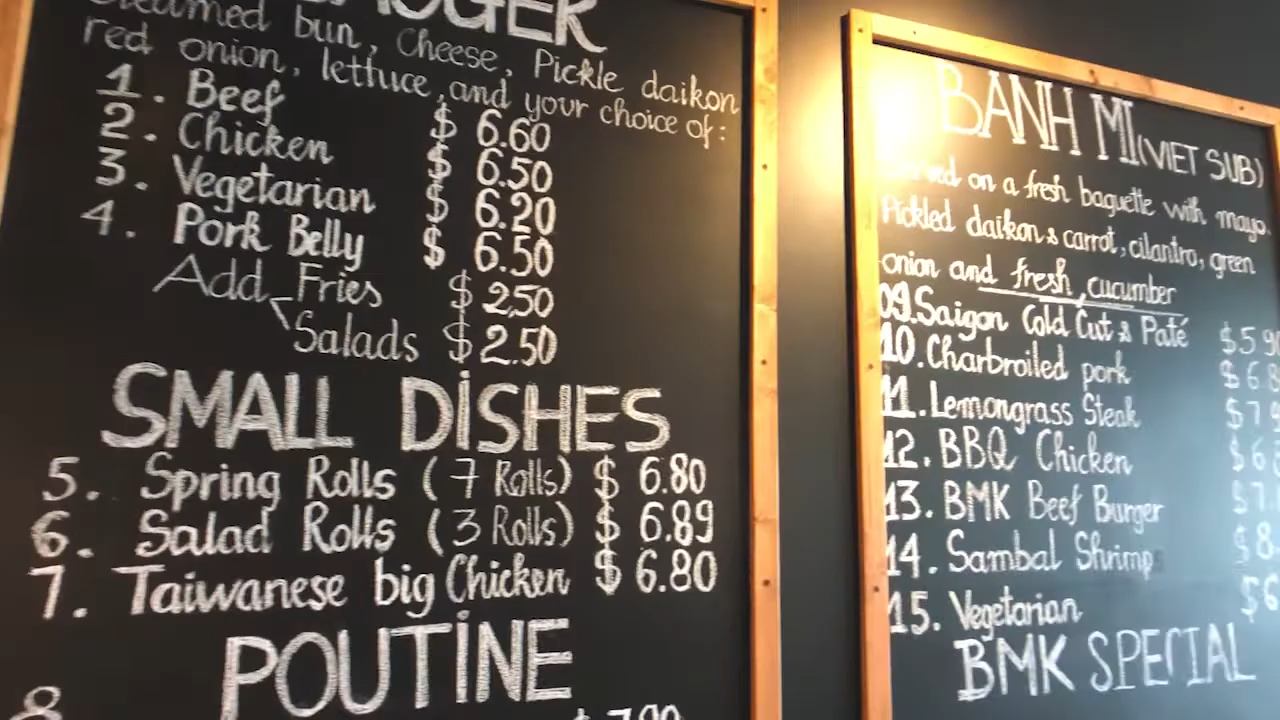 Steamed bun, Cheese, Pickle daikon
red onion, lettuce, and your choice of:
1. Beef $ 6.60
2. Chicken $ 6.50
3. Vegetarian $ 6.20
4. Pork Belly $ 6.50
Add Fries $ 2.50
Salads $ 2.50
SMALL DISHES
5. Spring Rolls (7 Rolls) $ 6.80
6. Salad Rolls (3 Rolls) $ 6.89
7. Taiwanese big Chicken $ 6.80
POUTINE
8
BANH MI (VIET SUB)
on a fresh baguette with mayo.
Pickled daikon & carrot, cilantro, green
onion and fresh cucumber
09. Saigon Cold Cut & Paté $ 5.9
10. Charbroiled pork $ 6.
11. Lemongrass Steak $ 7.
12. BBQ Chicken $ 6.
13. BMK Beef Burger $ 7.
14. Sambal Shrimp $ 8.
15. Vegetarian $ 6
BMK SPECIAL